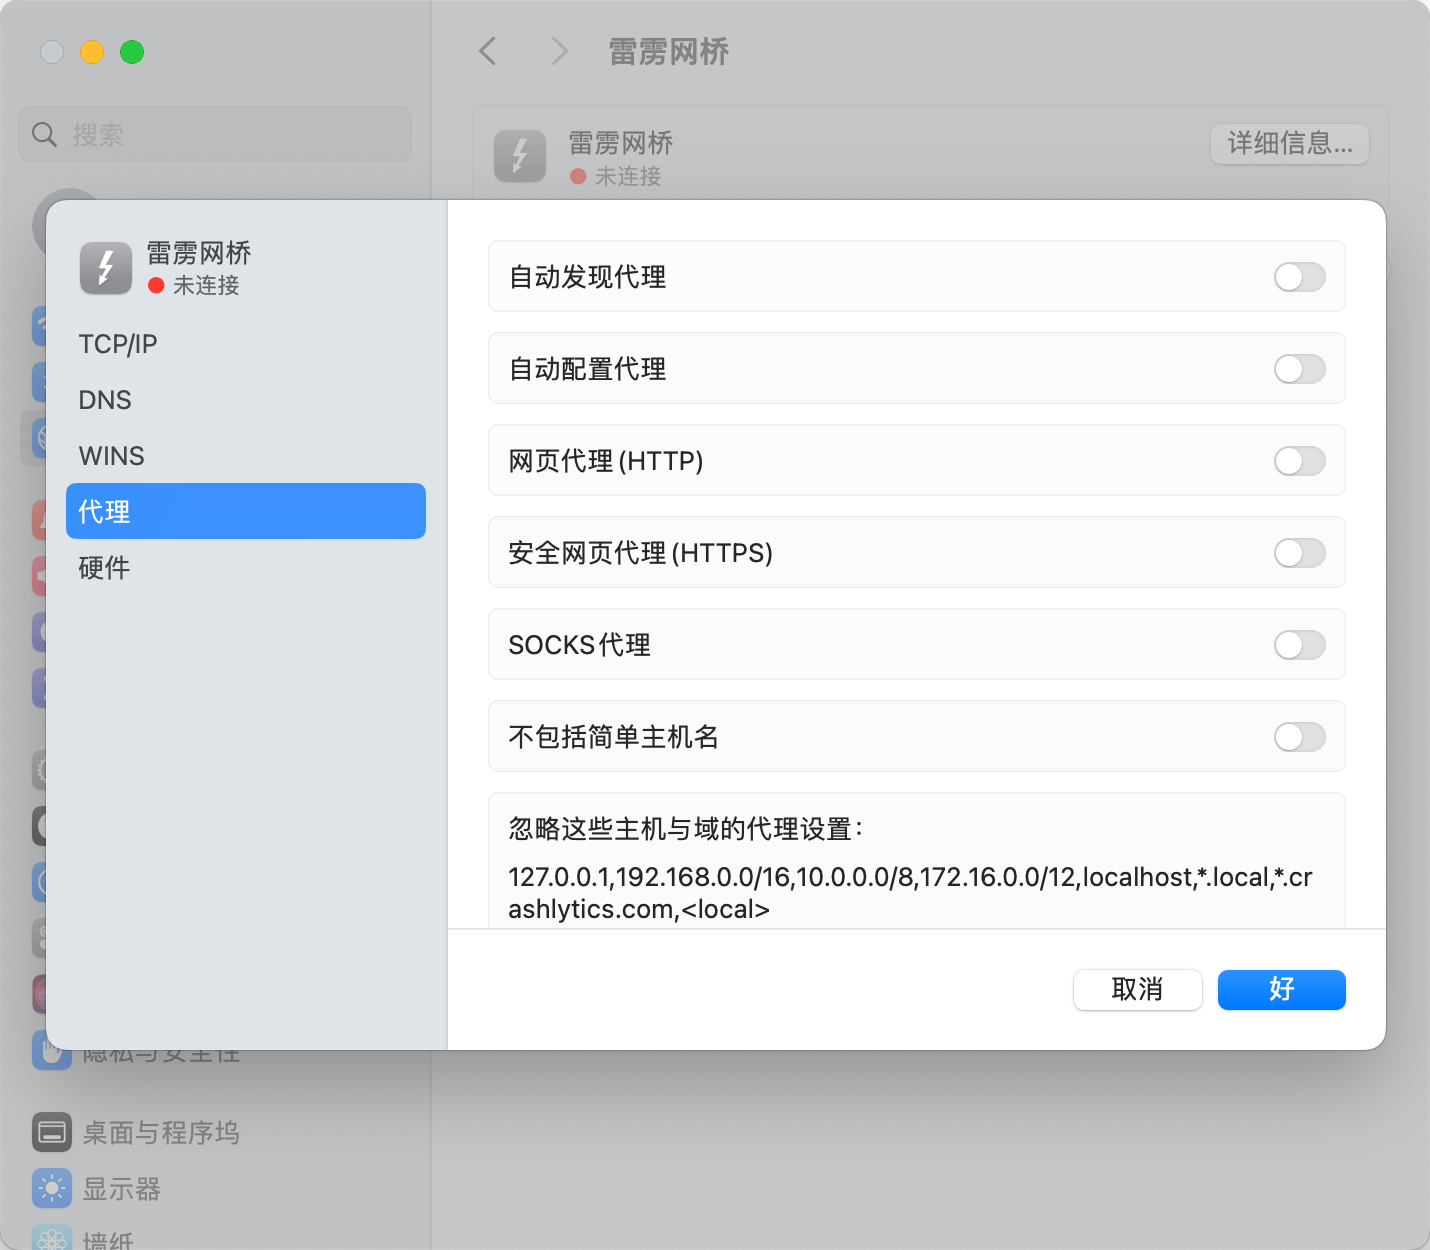 雷雳网桥
搜索
雷雳网桥
未连接
详细信息...
雷雳网桥
未连接
TCP/IP
DNS
WINS
代理
硬件
自动发现代理
自动配置代理
网页代理(HTTP)
安全网页代理(HTTPS)
SOCKS代理
不包括简单主机名
忽略这些主机与域的代理设置：
127.0.0.1,192.168.0.0/16,10.0.0.0/8,172.16.0.0/12,localhost,*.local,*.cr
ashlytics.com,<local>
取消
好
隐私与安全性
桌面与程序坞
显示器
墙纸